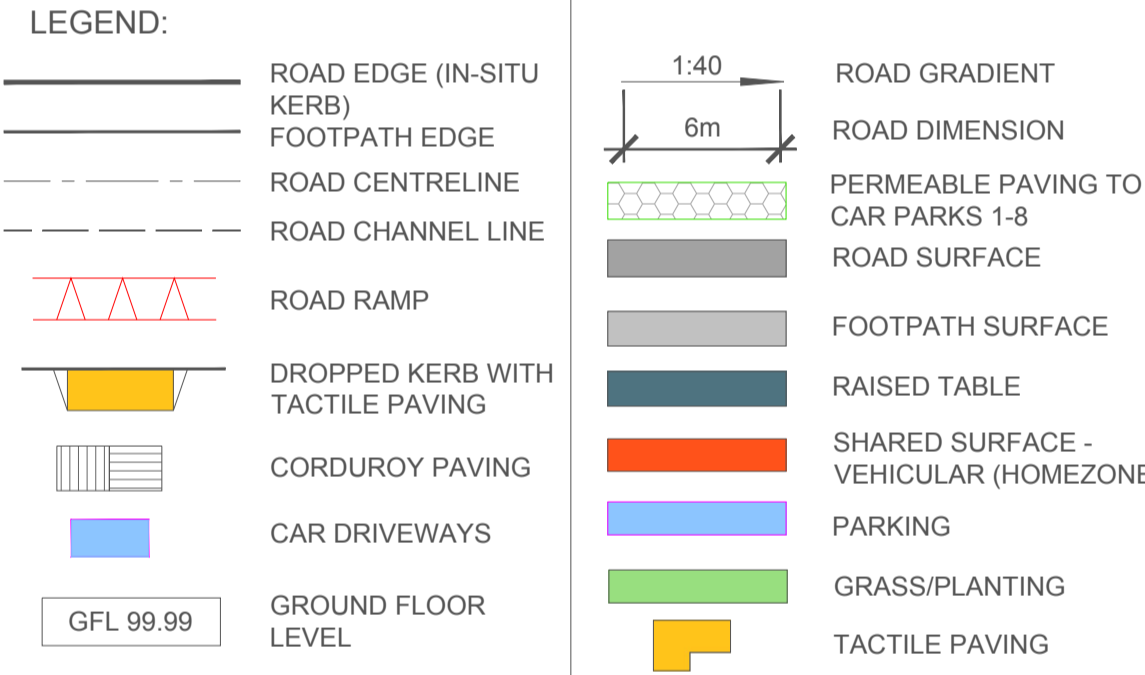 LEGEND:
ROAD EDGE (IN-SITU
KERB)
FOOTPATH EDGE
ROAD CENTRELINE
ROAD CHANNEL LINE
ROAD RAMP
DROPPED KERB WITH
TACTILE PAVING
CORDUROY PAVING
CAR DRIVEWAYS
GFL 99.99
GROUND FLOOR
LEVEL
1:40
ROAD GRADIENT
6m
ROAD DIMENSION
PERMEABLE PAVING TO
CAR PARKS 1-8
ROAD SURFACE
FOOTPATH SURFACE
RAISED TABLE
SHARED SURFACE -
VEHICULAR (HOMEZONE
PARKING
GRASS/PLANTING
TACTILE PAVING